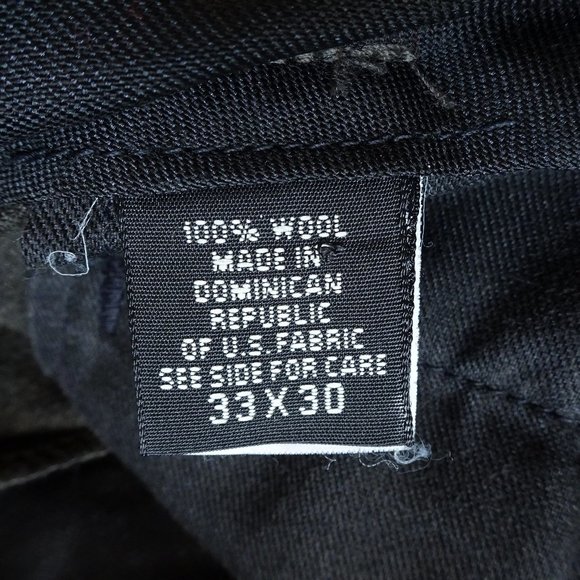 100% WOOL
MADE IN
DOMINICAN
REPUBLIC
OF U.S. FABRIC
SEE SIDE FOR CARE
33 X 30